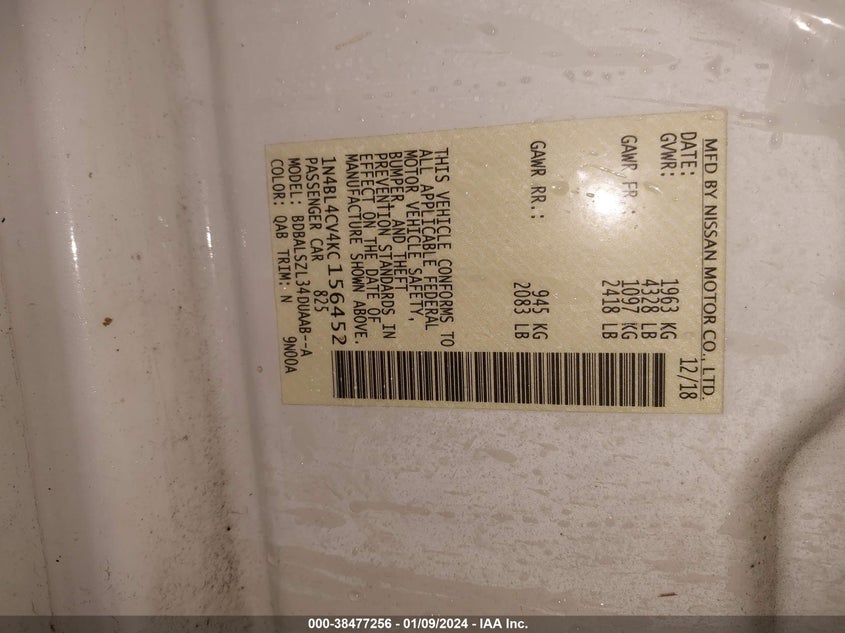 MFD BY NISSAN MOTOR CO., LTD.
DATE: 12/18
GVWR: 1963 KG
4328 LB
GAWR FR.: 1097 KG
2418 LB
GAWR RR.: 945 KG
2083 LB
THIS VEHICLE CONFORMS TO
ALL APPLICABLE FEDERAL
MOTOR VEHICLE SAFETY,
BUMPER, AND THEFT
PREVENTION STANDARDS IN
EFFECT ON THE DATE OF
MANUFACTURE SHOWN ABOVE.
1N4BL4CV4KC156452
PASSENGER CAR 825
MODEL: BDBALSZL34DUAAB--A
COLOR: QAB TRIM: N 9N00A
000-38477256 - 01/09/2024 - IAA Inc.